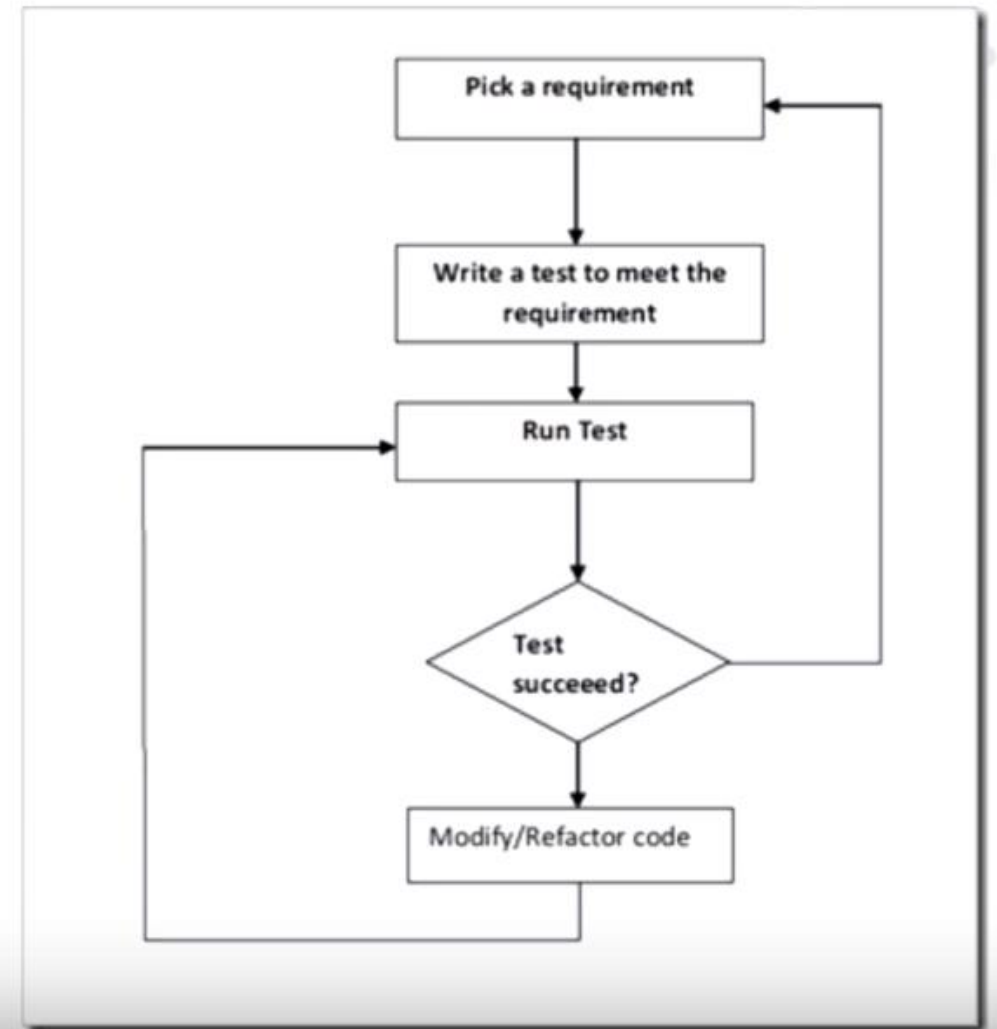 Pick a requirement
Write a test to meet the
requirement
Run Test
Test
succeeed?
Modify/Refactor code